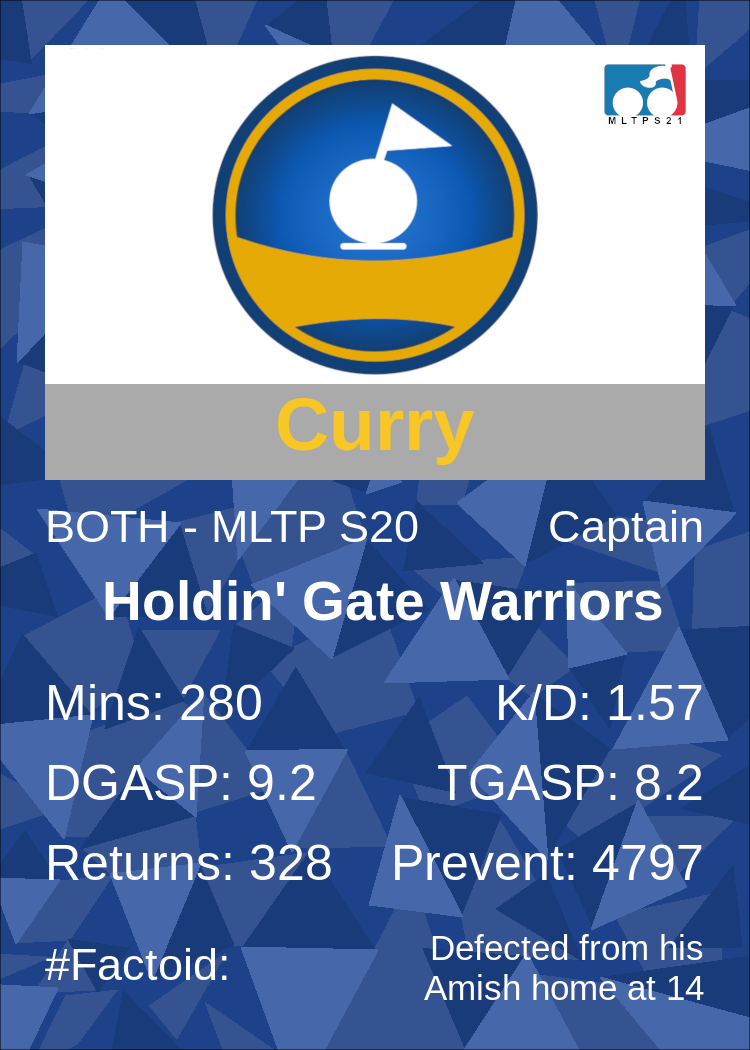 MLTPS21
Curry
BOTH - MLTP S20 Captain
Holdin' Gate Warriors
Mins: 280 K/D: 1.57
DGASP: 9.2 TGASP: 8.2
Returns: 328 Prevent: 4797
#Factoid: Defected from his
Amish home at 14